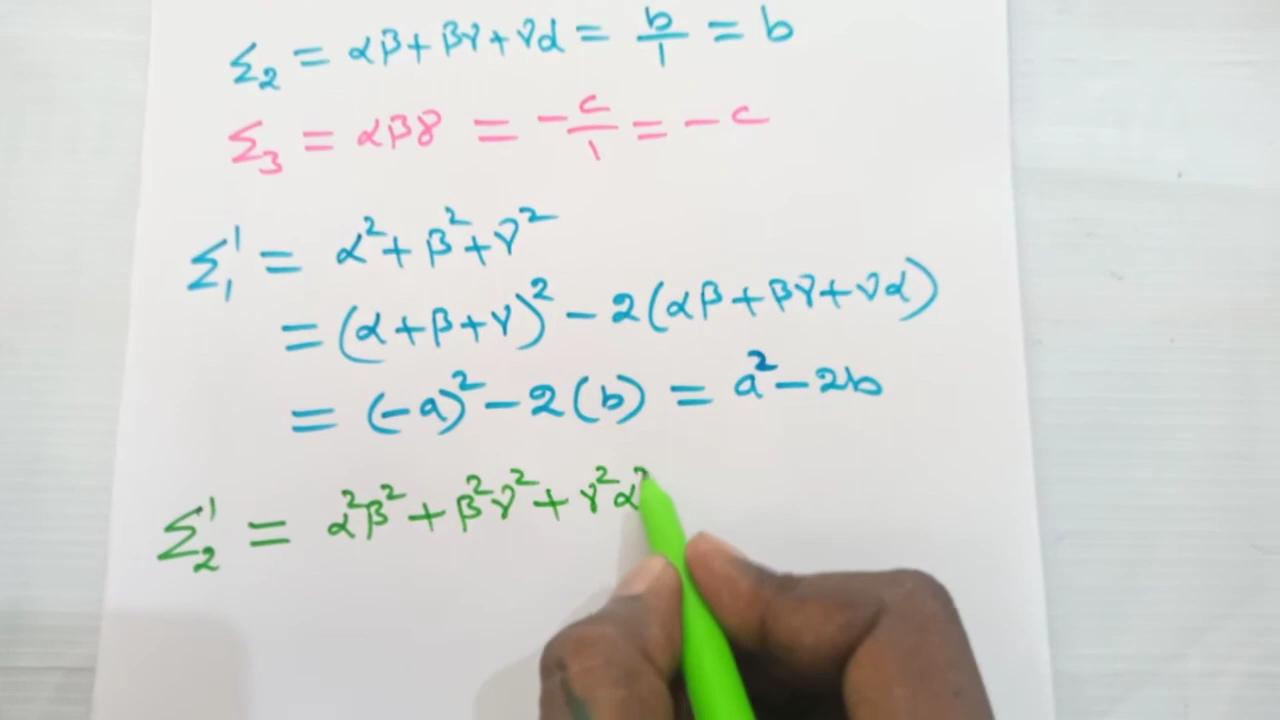 Σ₂ = αβ + βγ + γα = b/1 = b
Σ₃ = αβγ = -c/1 = -c
Σ₁' = α² + β² + γ²
= (α + β + γ)² - 2(αβ + βγ + γα)
= (-a)² - 2(b) = a² - 2b
Σ₂' = α²β² + β²γ² + γ²α²